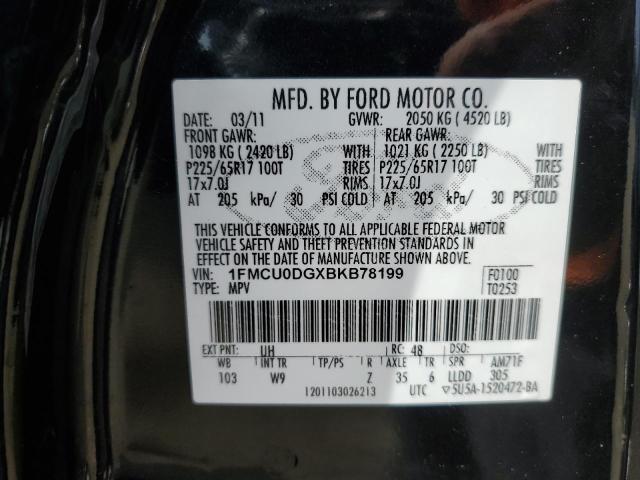 MFD. BY FORD MOTOR CO.
DATE: 03/11 GVWR: 2050 KG ( 4520 LB)
FRONT GAWR: REAR GAWR:
1098 KG ( 2420 LB) WITH 1021 KG ( 2250 LB) WITH
P225/65R17 100T TIRES P225/65R17 100T TIRES
17x7.0J RIMS 17x7.0J RIMS
AT 205 kPa/ 30 PSI COLD AT 205 kPa/ 30 PSI COLD
THIS VEHICLE CONFORMS TO ALL APPLICABLE FEDERAL MOTOR
VEHICLE SAFETY AND THEFT PREVENTION STANDARDS IN
EFFECT ON THE DATE OF MANUFACTURE SHOWN ABOVE.
VIN: 1FMCU0DGXBKB78199 F0100
TYPE: MPV T0253
EXT PNT: UH RC: 48 DSO:
WB INT TR TP/PS R AXLE TR SPR AM71F
103 W9 Z 35 6 LLDD 305
1201103026213 UTC ▽5U5A-1520472-BA